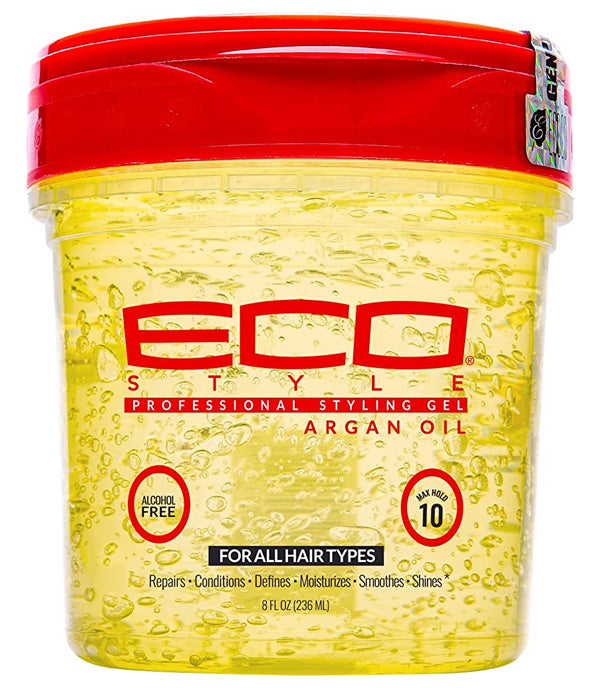 GEN
ECO®
STYLE
PROFESSIONAL STYLING GEL
ARGAN OIL
ALCOHOL
FREE
MAX HOLD
10
FOR ALL HAIR TYPES
Repairs • Conditions • Defines • Moisturizes • Smoothes • Shines *
8 FL OZ (236 ML)